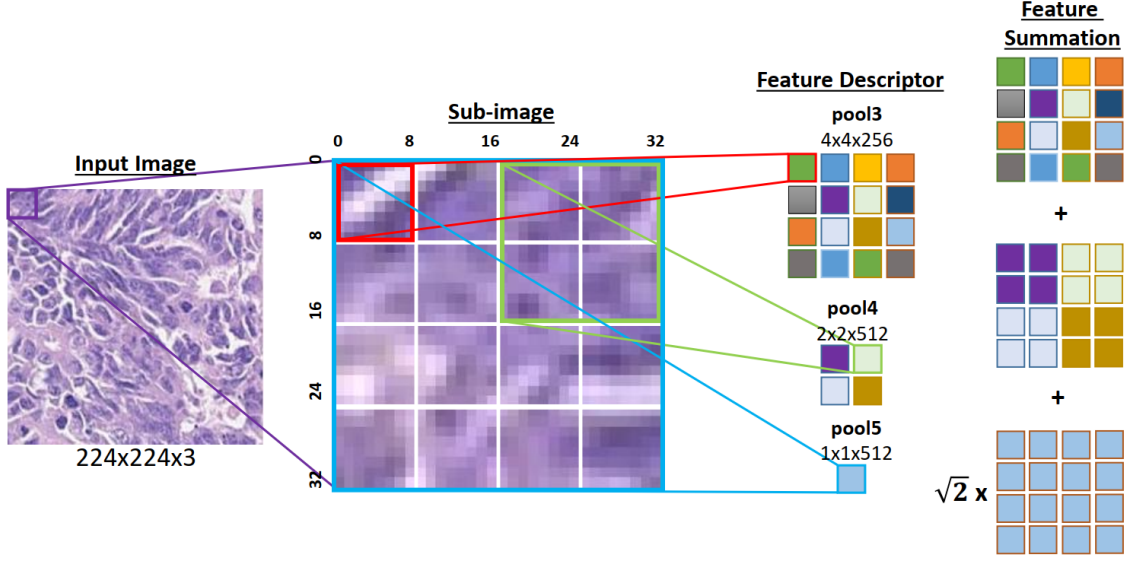 Input Image
224x224x3
Sub-image
0 8 16 24 32
0
8
16
24
32
Feature Descriptor
pool3
4x4x256
pool4
2x2x512
pool5
1x1x512
Feature
Summation
+
+
√2 x